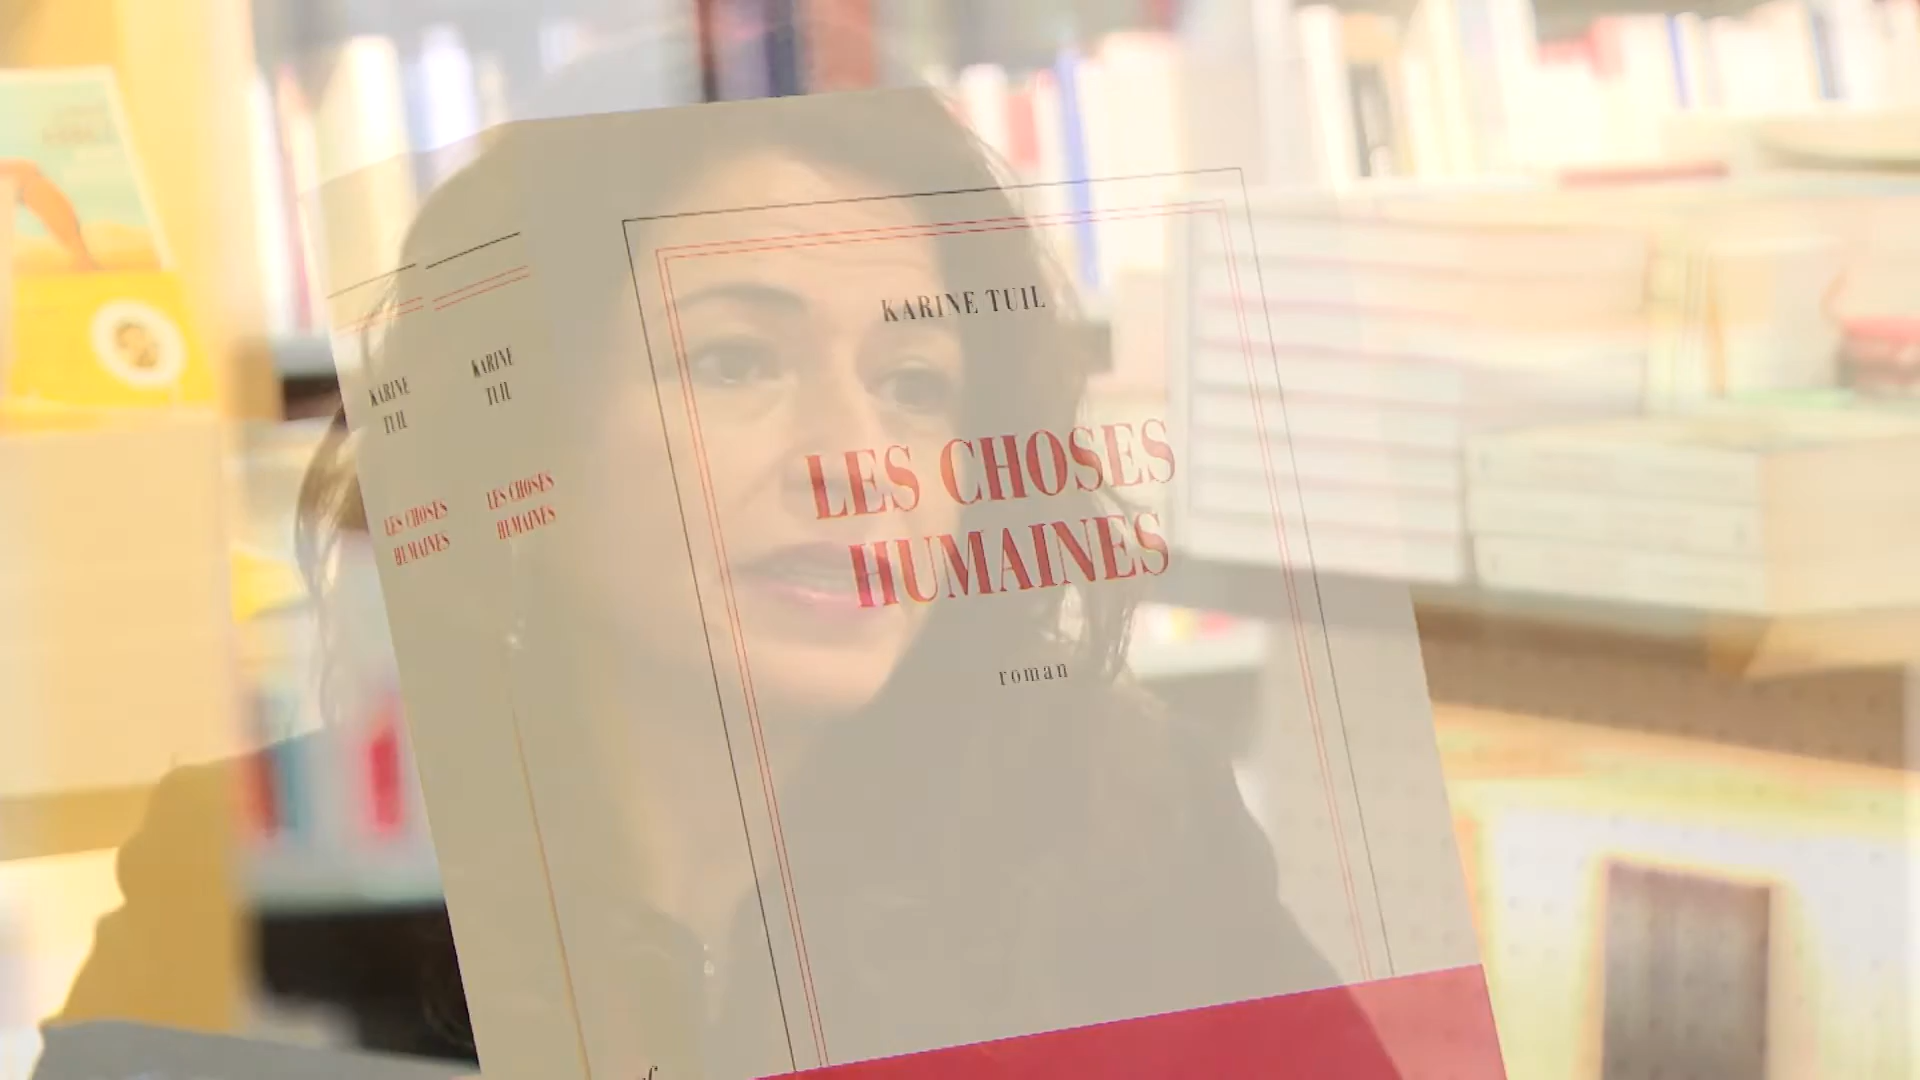 KARINE
TUIL
LES CHOSES
HUMAINES
KARINE
TUIL
LES CHOSES
HUMAINES
KARINE TUIL
LES CHOSES
HUMAINES
roman